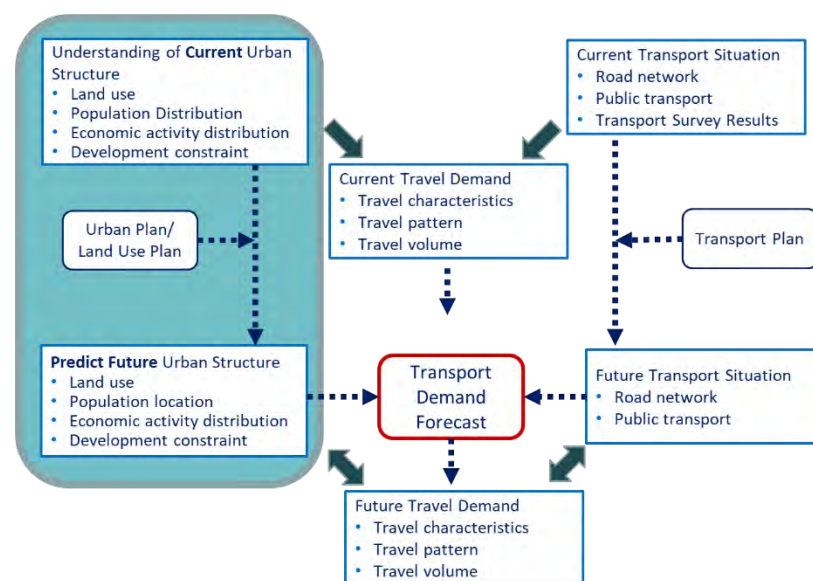 Understanding of Current Urban
Structure
• Land use
• Population Distribution
• Economic activity distribution
• Development constraint
Current Transport Situation
• Road network
• Public transport
• Transport Survey Results
Current Travel Demand
• Travel characteristics
• Travel pattern
• Travel volume
Urban Plan/
Land Use Plan
Transport Plan
Predict Future Urban Structure
• Land use
• Population location
• Economic activity distribution
• Development constraint
Transport
Demand
Forecast
Future Transport Situation
• Road network
• Public transport
Future Travel Demand
• Travel characteristics
• Travel pattern
• Travel volume